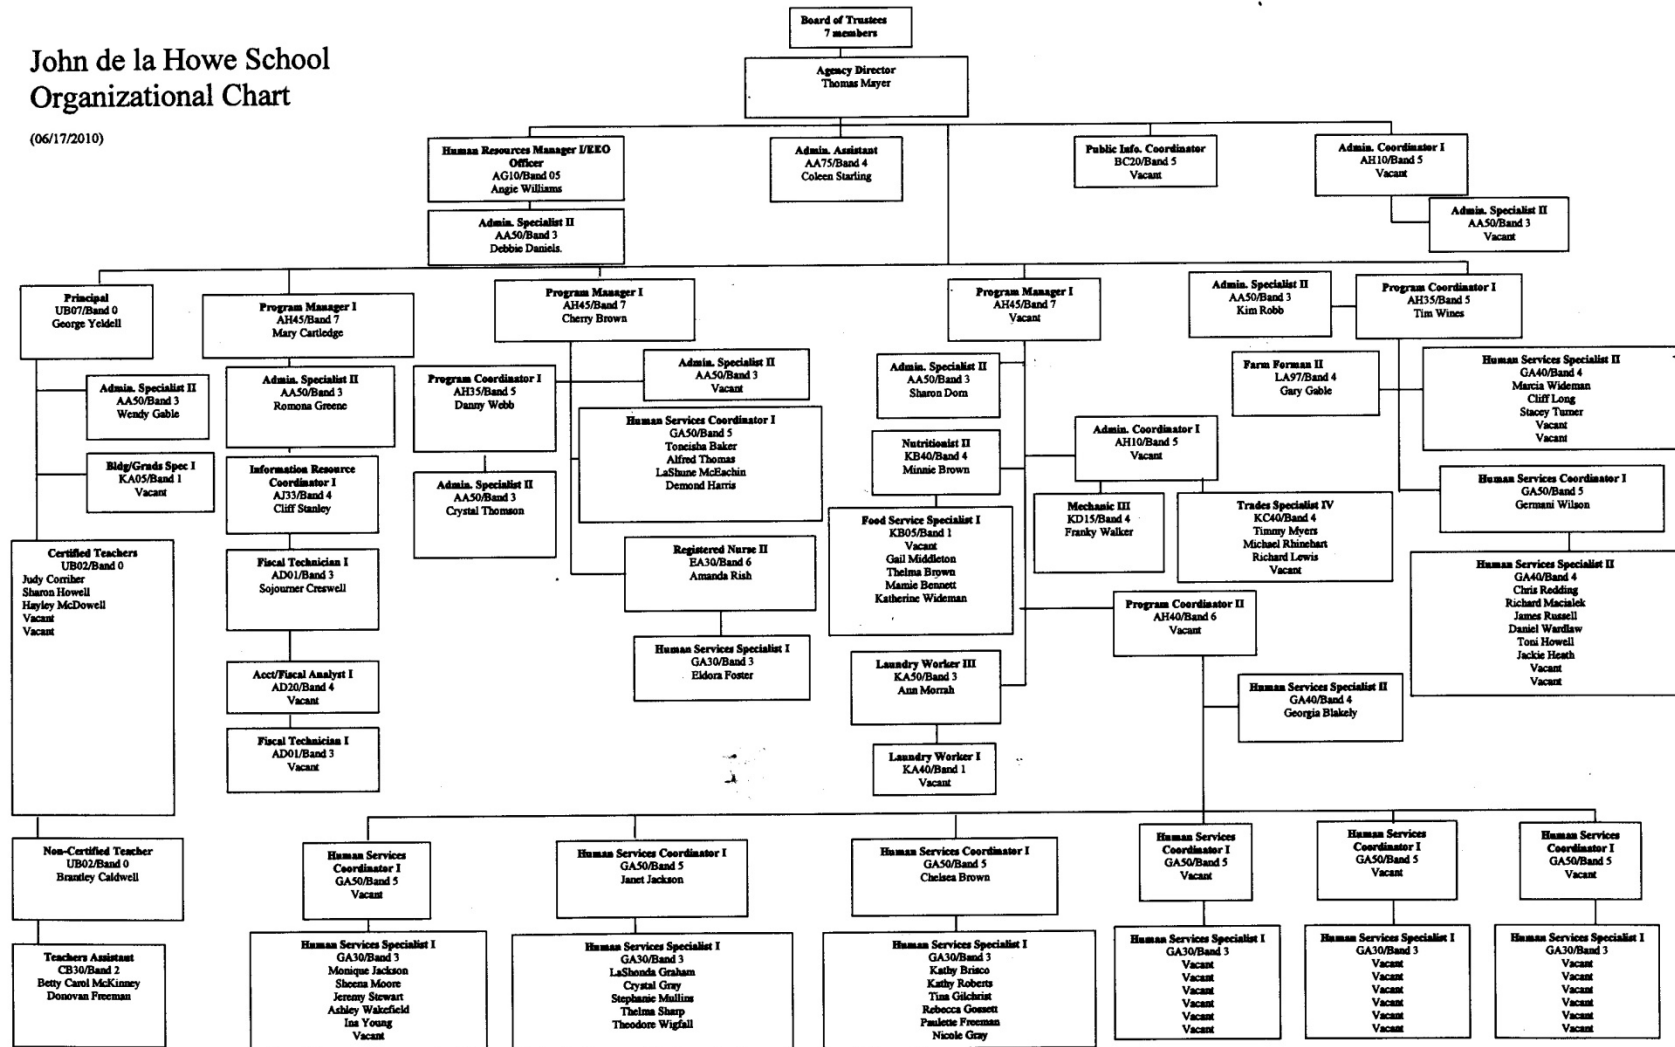 John de la Howe School
Organizational Chart
(06/17/2010)
Board of Trustees
7 members
Agency Director
Thomas Mayer
Human Resources Manager I/EEO
Officer
AG10/Band 05
Angie Williams
Admin. Assistant
AA75/Band 4
Coleen Starling
Public Info. Coordinator
BC20/Band 5
Vacant
Admin. Coordinator I
AH10/Band 5
Vacant
Admin. Specialist II
AA50/Band 3
Debbie Daniels.
Admin. Specialist II
AA50/Band 3
Vacant
Principal
UB07/Band 0
George Yeldell
Program Manager I
AH45/Band 7
Mary Cartledge
Program Manager I
AH45/Band 7
Cherry Brown
Program Manager I
AH45/Band 7
Vacant
Admin. Specialist II
AA50/Band 3
Kim Robb
Program Coordinator I
AH35/Band 5
Tim Wines
Admin. Specialist II
AA50/Band 3
Wendy Gable
Bldg/Grnds Spec I
KA05/Band 1
Vacant
Certified Teachers
UB02/Band 0
Judy Corriher
Sharon Howell
Hayley McDowell
Vacant
Vacant
Non-Certified Teacher
UB02/Band 0
Brantley Caldwell
Teachers Assistant
CB30/Band 2
Betty Carol McKinney
Donovan Freeman
Admin. Specialist II
AA50/Band 3
Romona Greene
Information Resource
Coordinator I
AJ33/Band 4
Cliff Stanley
Fiscal Technician I
AD01/Band 3
Sojourner Creswell
Acct/Fiscal Analyst I
AD20/Band 4
Vacant
Fiscal Technician I
AD01/Band 3
Vacant
Program Coordinator I
AH35/Band 5
Danny Webb
Admin. Specialist II
AA50/Band 3
Crystal Thomson
Admin. Specialist II
AA50/Band 3
Vacant
Human Services Coordinator I
GA50/Band 5
Toneisha Baker
Alfred Thomas
LaShune McEachin
Demond Harris
Registered Nurse II
EA30/Band 6
Amanda Rish
Human Services Specialist I
GA30/Band 3
Eldora Foster
Admin. Specialist II
AA50/Band 3
Sharon Dorn
Nutritionist II
KB40/Band 4
Minnie Brown
Food Service Specialist I
KB05/Band 1
Vacant
Gail Middleton
Thelma Brown
Mamie Bennett
Katherine Wideman
Laundry Worker III
KA50/Band 3
Ann Morrah
Laundry Worker I
KA40/Band 1
Vacant
Admin. Coordinator I
AH10/Band 5
Vacant
Mechanic III
KD15/Band 4
Franky Walker
Trades Specialist IV
KC40/Band 4
Timmy Myers
Michael Rhinehart
Richard Lewis
Vacant
Program Coordinator II
AH40/Band 6
Vacant
Human Services Specialist II
GA40/Band 4
Georgia Blakely
Farm Forman II
LA97/Band 4
Gary Gable
Human Services Specialist II
GA40/Band 4
Marcia Wideman
Cliff Long
Stacey Turner
Vacant
Vacant
Human Services Coordinator I
GA50/Band 5
Germani Wilson
Human Services Specialist II
GA40/Band 4
Chris Redding
Richard Macialek
James Russell
Daniel Wardlaw
Toni Howell
Jackie Heath
Vacant
Vacant
Human Services
Coordinator I
GA50/Band 5
Vacant
Human Services Coordinator I
GA50/Band 5
Janet Jackson
Human Services Coordinator I
GA50/Band 5
Chelsea Brown
Human Services
Coordinator I
GA50/Band 5
Vacant
Human Services
Coordinator I
GA50/Band 5
Vacant
Human Services
Coordinator I
GA50/Band 5
Vacant
Human Services Specialist I
GA30/Band 3
Monique Jackson
Sheena Moore
Jeremy Stewart
Ashley Wakefield
Ina Young
Vacant
Human Services Specialist I
GA30/Band 3
LaShonda Graham
Crystal Gray
Stephanie Mullins
Thelma Sharp
Theodore Wigfall
Human Services Specialist I
GA30/Band 3
Kathy Brisco
Kathy Roberts
Tina Gilchrist
Rebecca Gossett
Paulette Freeman
Nicole Gray
Human Services Specialist I
GA30/Band 3
Vacant
Vacant
Vacant
Vacant
Vacant
Vacant
Human Services Specialist I
GA30/Band 3
Vacant
Vacant
Vacant
Vacant
Vacant
Vacant
Human Services Specialist I
GA30/Band 3
Vacant
Vacant
Vacant
Vacant
Vacant
Vacant